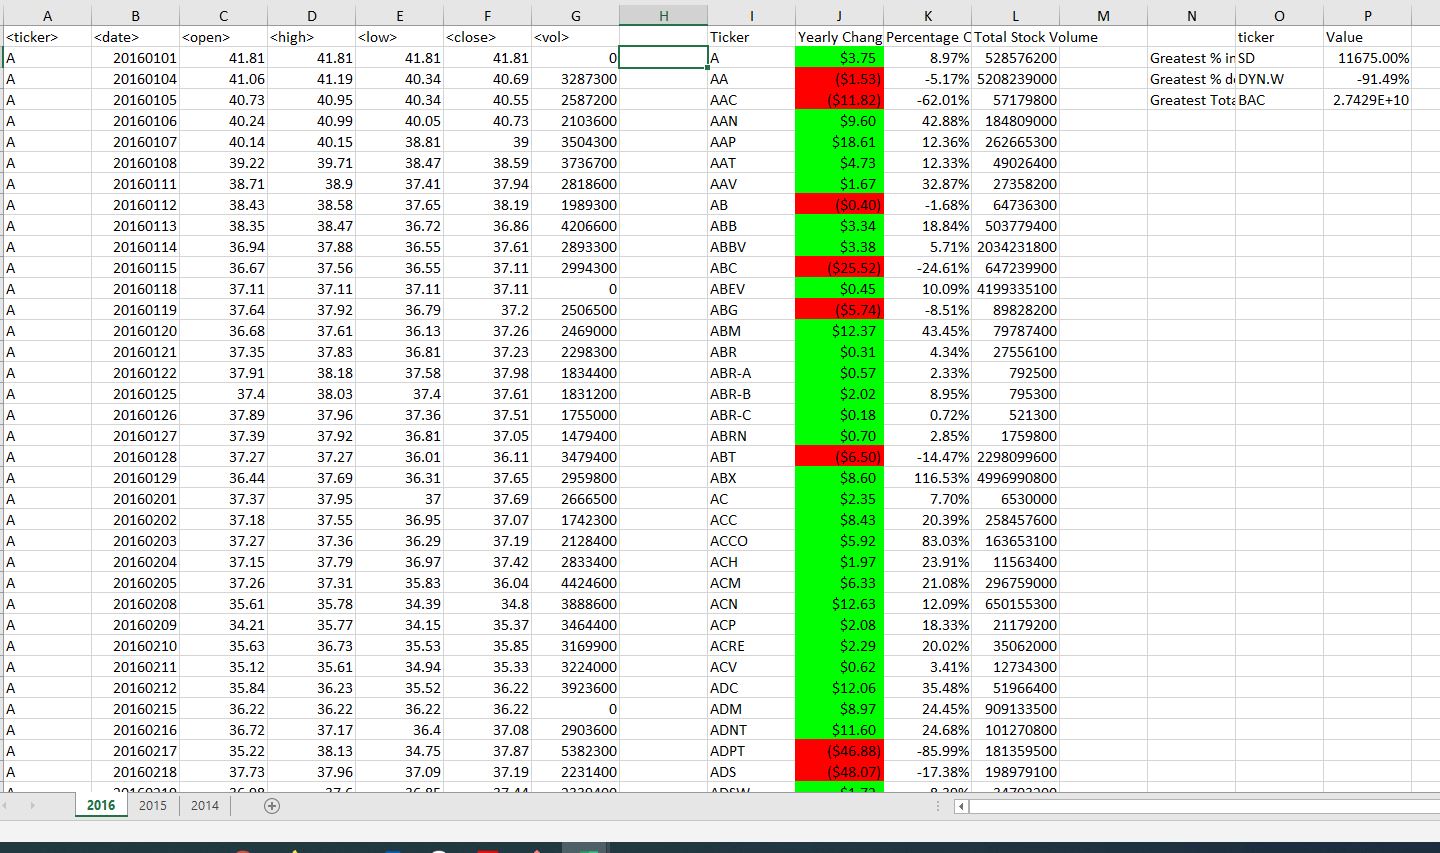 A B C D E F G H I J K L M N O P
<ticker> <date> <open> <high> <low> <close> <vol> Ticker Yearly Chang Percentage C Total Stock Volume ticker Value
A 20160101 41.81 41.81 41.81 41.81 0 A $3.75 8.97% 528576200 Greatest % in SD 11675.00%
A 20160104 41.06 41.19 40.34 40.69 3287300 AA ($1.53) -5.17% 5208239000 Greatest % de DYN.W -91.49%
A 20160105 40.73 40.95 40.34 40.55 2587200 AAC ($11.82) -62.01% 57179800 Greatest Tota BAC 2.7429E+10
A 20160106 40.24 40.99 40.05 40.73 2103600 AAN $9.60 42.88% 184809000
A 20160107 40.14 40.15 38.81 39 3504300 AAP $18.61 12.36% 262665300
A 20160108 39.22 39.71 38.47 38.59 3736700 AAT $4.73 12.33% 49026400
A 20160111 38.71 38.9 37.41 37.94 2818600 AAV $1.67 32.87% 27358200
A 20160112 38.43 38.58 37.65 38.19 1989300 AB ($0.40) -1.68% 64736300
A 20160113 38.35 38.47 36.72 36.86 4206600 ABB $3.34 18.84% 503779400
A 20160114 36.94 37.88 36.55 37.61 2893300 ABBV $3.38 5.71% 2034231800
A 20160115 36.67 37.56 36.55 37.11 2994300 ABC ($25.52) -24.61% 647239900
A 20160118 37.11 37.11 37.11 37.11 0 ABEV $0.45 10.09% 4199335100
A 20160119 37.64 37.92 36.79 37.2 2506500 ABG ($5.74) -8.51% 89828200
A 20160120 36.68 37.61 36.13 37.26 2469000 ABM $12.37 43.45% 79787400
A 20160121 37.35 37.83 36.81 37.23 2298300 ABR $0.31 4.34% 27556100
A 20160122 37.91 38.18 37.58 37.98 1834400 ABR-A $0.57 2.33% 792500
A 20160125 37.4 38.03 37.4 37.61 1831200 ABR-B $2.02 8.95% 795300
A 20160126 37.89 37.96 37.36 37.51 1755000 ABR-C $0.18 0.72% 521300
A 20160127 37.39 37.92 36.81 37.05 1479400 ABRN $0.70 2.85% 1759800
A 20160128 37.27 37.27 36.01 36.11 3479400 ABT ($6.50) -14.47% 2298099600
A 20160129 36.44 37.69 36.31 37.65 2959800 ABX $8.60 116.53% 4996990800
A 20160201 37.37 37.95 37 37.69 2666500 AC $2.35 7.70% 6530000
A 20160202 37.18 37.55 36.95 37.07 1742300 ACC $8.43 20.39% 258457600
A 20160203 37.27 37.36 36.29 37.19 2128400 ACCO $5.92 83.03% 163653100
A 20160204 37.15 37.79 36.97 37.42 2833400 ACH $1.97 23.91% 11563400
A 20160205 37.26 37.31 35.83 36.04 4424600 ACM $6.33 21.08% 296759000
A 20160208 35.61 35.78 34.39 34.8 3888600 ACN $12.63 12.09% 650155300
A 20160209 34.21 35.77 34.15 35.37 3464400 ACP $2.08 18.33% 21179200
A 20160210 35.63 36.73 35.53 35.85 3169900 ACRE $2.29 20.02% 35062000
A 20160211 35.12 35.61 34.94 35.33 3224000 ACV $0.62 3.41% 12734300
A 20160212 35.84 36.23 35.52 36.22 3923600 ADC $12.06 35.48% 51966400
A 20160215 36.22 36.22 36.22 36.22 0 ADM $8.97 24.45% 909133500
A 20160216 36.72 37.17 36.4 37.08 2903600 ADNT $11.60 24.68% 101270800
A 20160217 35.22 38.13 34.75 37.87 5382300 ADPT ($46.88) -85.99% 181359500
A 20160218 37.73 37.96 37.09 37.19 2231400 ADS ($48.07) -17.38% 198979100
2016 2015 2014